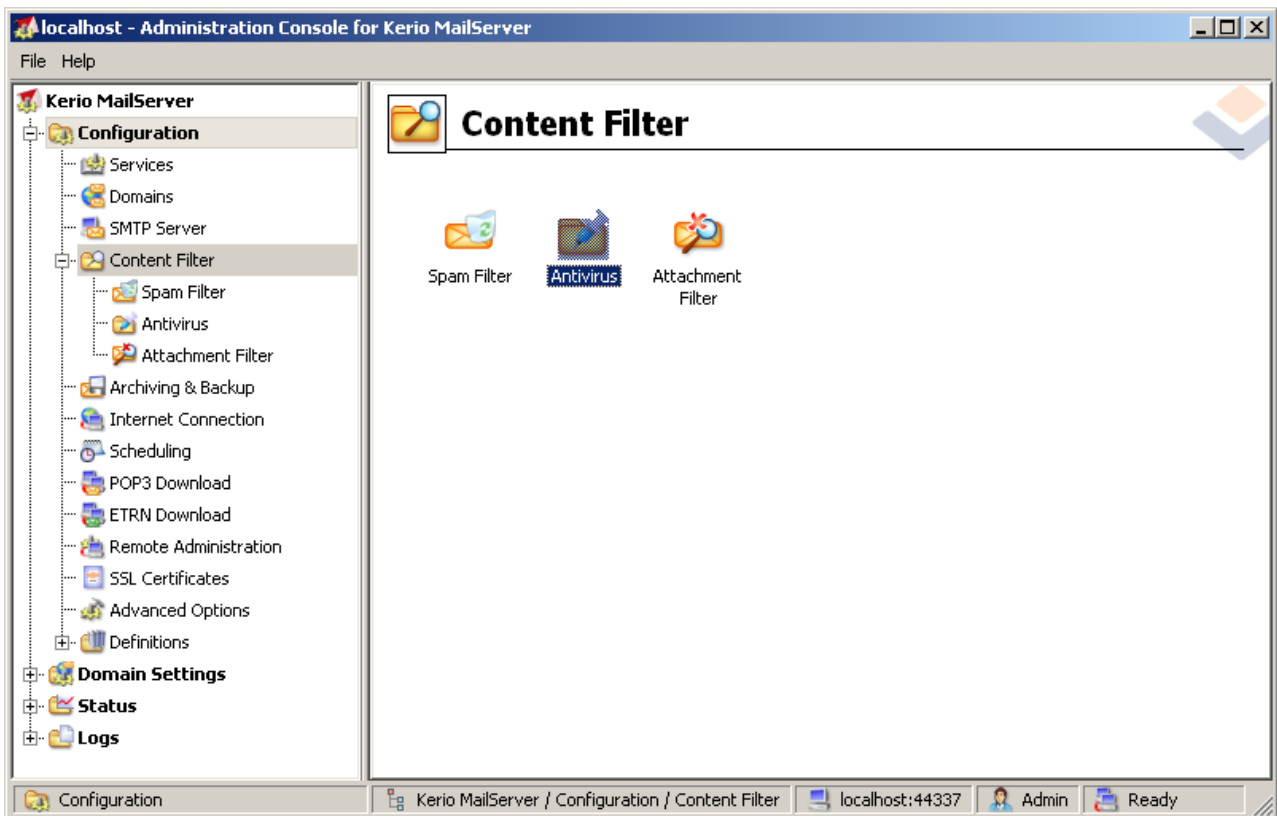 localhost - Administration Console for Kerio MailServer
File Help
Kerio MailServer
Configuration
Services
Domains
SMTP Server
Content Filter
Spam Filter
Antivirus
Attachment Filter
Archiving & Backup
Internet Connection
Scheduling
POP3 Download
ETRN Download
Remote Administration
SSL Certificates
Advanced Options
Definitions
Domain Settings
Status
Logs
Content Filter
Spam Filter Antivirus Attachment
Filter
Configuration Kerio MailServer / Configuration / Content Filter localhost:44337 Admin Ready